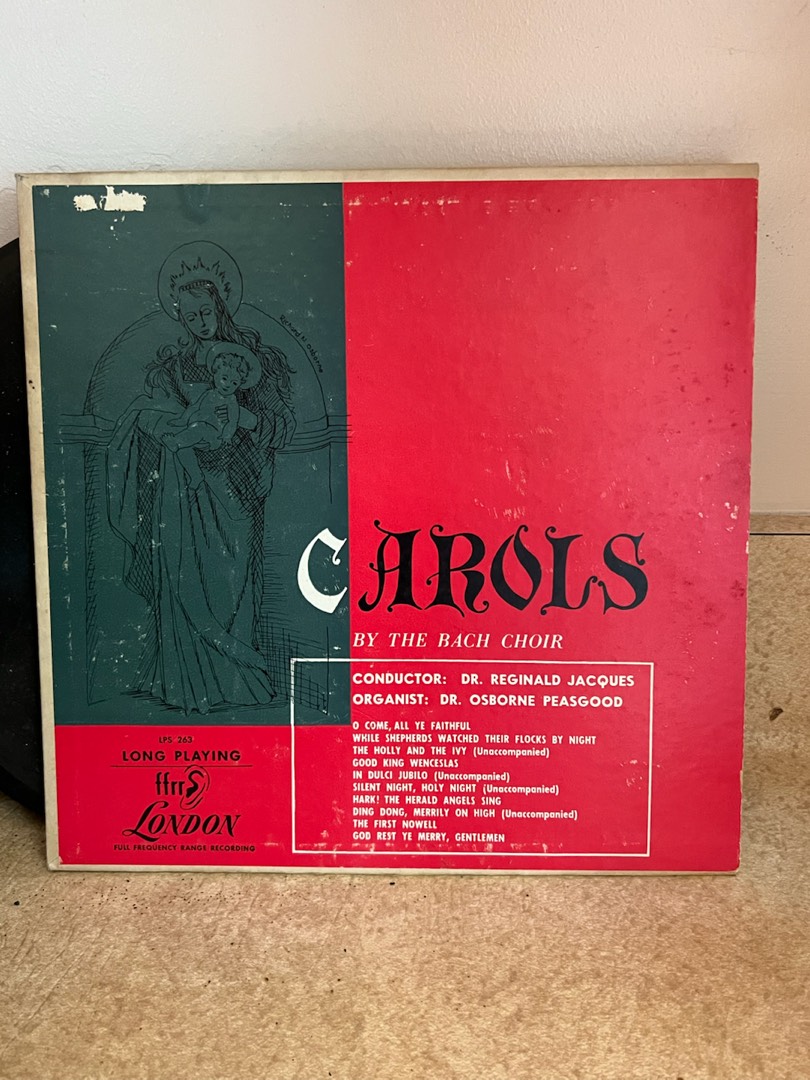 Richard H. Osborne
CAROLS
BY THE BACH CHOIR
CONDUCTOR: DR. REGINALD JACQUES
ORGANIST: DR. OSBORNE PEASGOOD
O COME, ALL YE FAITHFUL
WHILE SHEPHERDS WATCHED THEIR FLOCKS BY NIGHT
THE HOLLY AND THE IVY (Unaccompanied)
GOOD KING WENCESLAS
IN DULCI JUBILO (Unaccompanied)
SILENT NIGHT, HOLY NIGHT (Unaccompanied)
HARK! THE HERALD ANGELS SING
DING DONG, MERRILY ON HIGH (Unaccompanied)
THE FIRST NOWELL
GOD REST YE MERRY, GENTLEMEN
LPS 263
LONG PLAYING
ffrr
LONDON
FULL FREQUENCY RANGE RECORDING